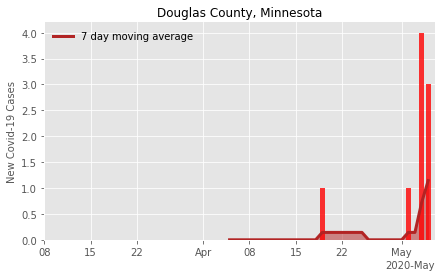 Douglas County, Minnesota
7 day moving average
New Covid-19 Cases
4.0
3.5
3.0
2.5
2.0
1.5
1.0
0.5
0.0
08 15 22 Apr 08 15 22 May
2020-May